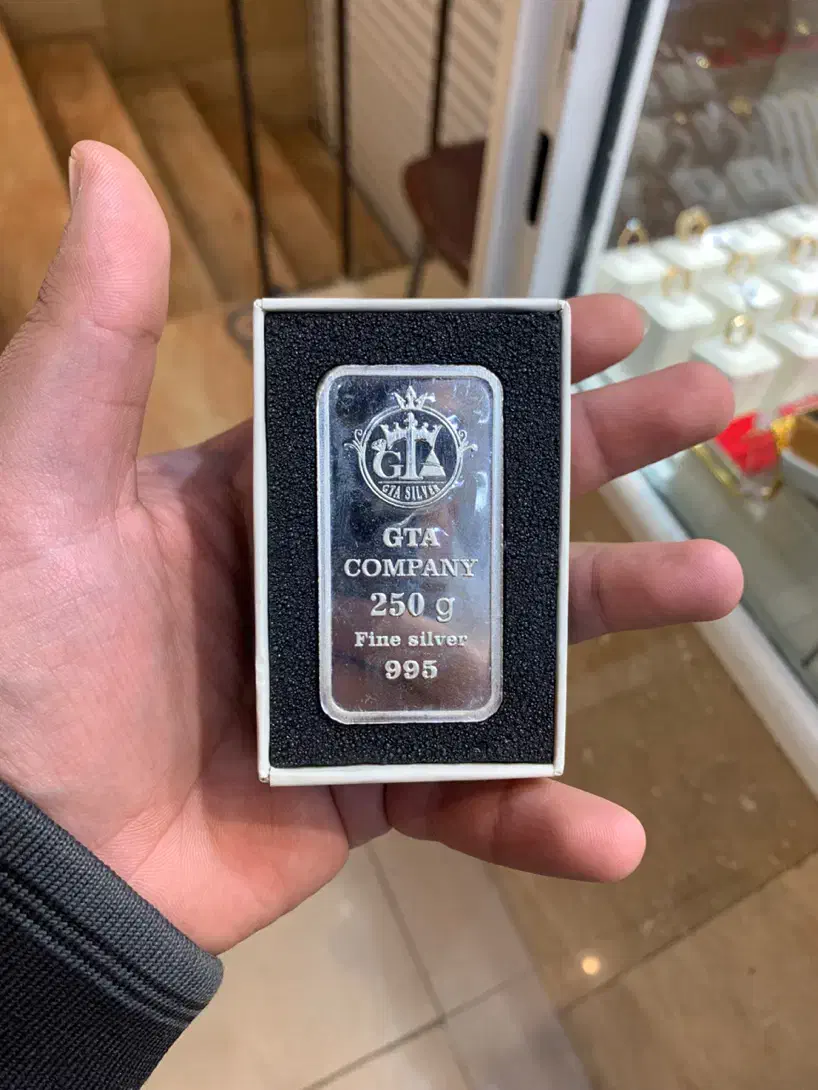 GTA
GTA SILVER
GTA
COMPANY
250 g
Fine silver
995